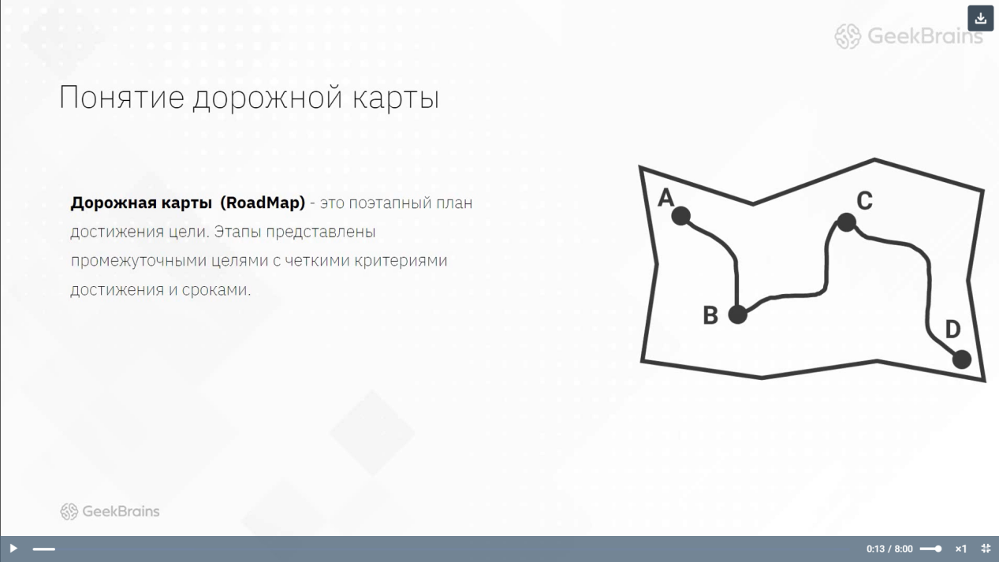 GeekBrains
Понятие дорожной карты
Дорожная карты (RoadMap) - это поэтапный план
достижения цели. Этапы представлены
промежуточными целями с четкими критериями
достижения и сроками.
A
C
B
D
GeekBrains
0:13 / 8:00
×1